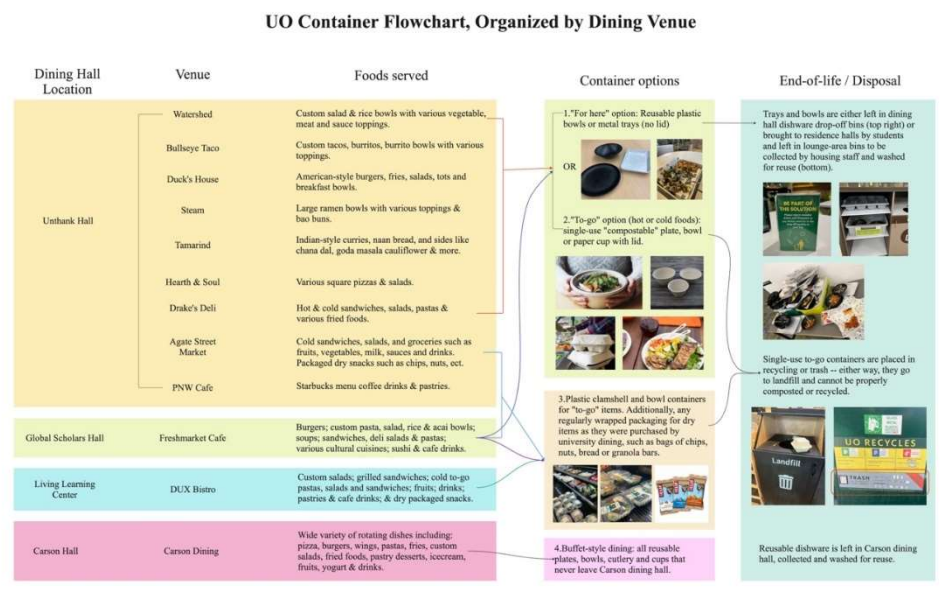 UO Container Flowchart, Organized by Dining Venue
Dining Hall
Location
Venue
Foods served
Container options
End-of-life / Disposal
Unthank Hall
Watershed
Custom salad & rice bowls with various vegetable,
meat and sauce toppings.
Bullseye Taco
Custom tacos, burritos, burrito bowls with various
toppings.
Duck's House
American-style burgers, fries, salads, tots and
breakfast bowls.
Steam
Large ramen bowls with various toppings &
bao buns.
Tamarind
Indian-style curries, naan bread, and sides like
chana dal, goda masala cauliflower & more.
Hearth & Soul
Various square pizzas & salads.
Drake's Deli
Hot & cold sandwiches, salads, pastas &
various fried foods.
Agate Street
Market
Cold sandwiches, salads, and groceries such as
fruits, vegetables, milk, sauces and drinks.
Packaged dry snacks such as chips, nuts, ect.
PNW Cafe
Starbucks menu coffee drinks & pastries.
Global Scholars Hall
Freshmarket Cafe
Burgers; custom pasta, salad, rice & acai bowls;
soups; sandwiches, deli salads & pastas;
various cultural cuisines; sushi & cafe drinks.
Living Learning
Center
DUX Bistro
Custom salads; grilled sandwiches; cold to-go
pastas, salads and sandwiches; fruits; drinks;
pastries & cafe drinks; & dry packaged snacks.
Carson Hall
Carson Dining
Wide variety of rotating dishes including:
pizza, burgers, wings, pastas, fries, custom
salads, fried foods, pastry desserts, icecream,
fruits, yogurt & drinks.
1."For here" option: Reusable plastic
bowls or metal trays (no lid)
OR
2."To-go" option (hot or cold foods):
single-use "compostable" plate, bowl
or paper cup with lid.
3.Plastic clamshell and bowl containers
for "to-go" items. Additionally, any
regularly wrapped packaging for dry
items as they were purchased by
university dining, such as bags of chips,
nuts, bread or granola bars.
4.Buffet-style dining: all reusable
plates, bowls, cutlery and cups that
never leave Carson dining hall.
Trays and bowls are either left in dining
hall dishware drop-off bins (top right) or
brought to residence halls by students
and left in lounge-area bins to be
collected by housing staff and washed
for reuse (bottom).
BE PART OF
THE SOLUTION
Single-use to-go containers are placed in
recycling or trash -- either way, they go
to landfill and cannot be properly
composted or recycled.
Landfill
UO RECYCLES
TRASH
Reusable dishware is left in Carson dining
hall, collected and washed for reuse.